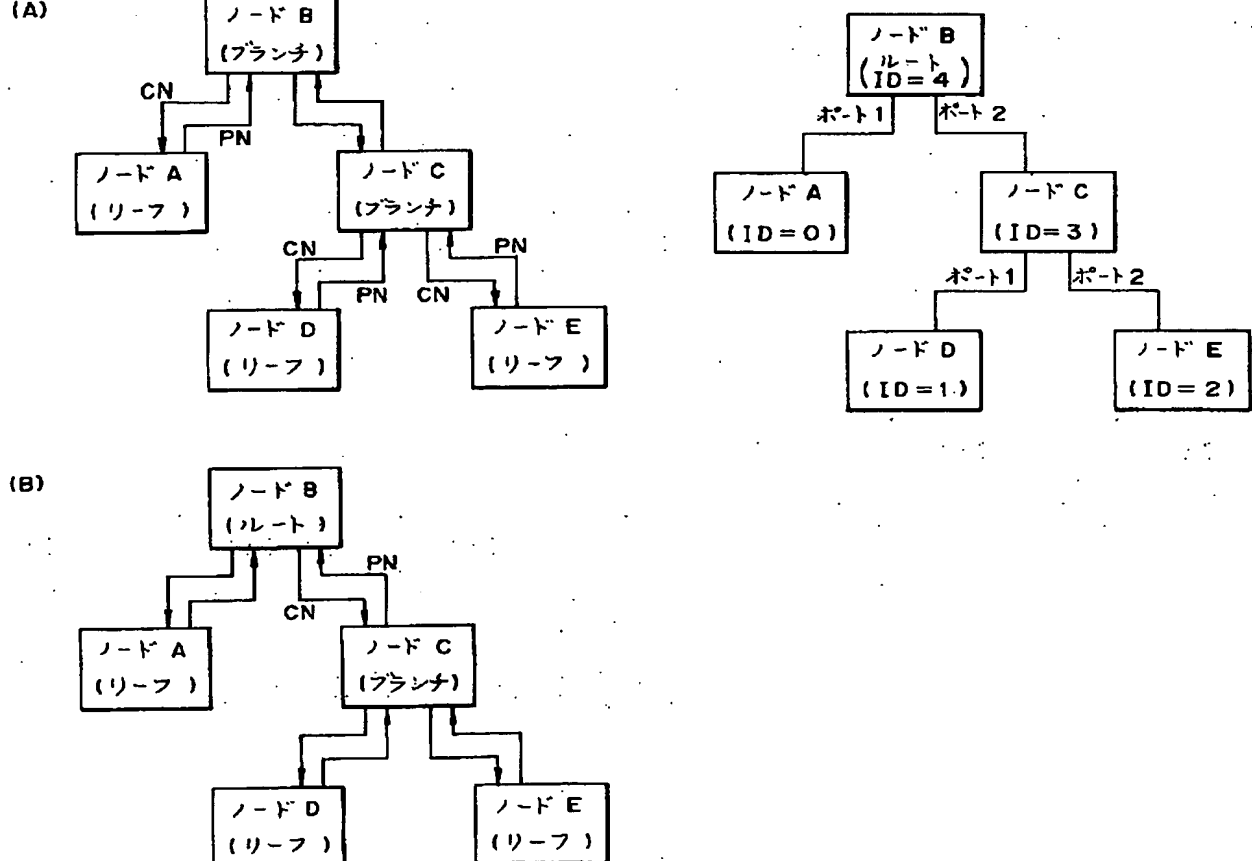 (A)
ノード B
(ブランチ)
CN
PN
ノード A
(リーフ)
ノード C
(ブランチ)
CN
PN
CN
PN
ノード D
(リーフ)
ノード E
(リーフ)
ノード B
(ルート
ID=4)
ポート1
ポート2
ノード A
(ID=0)
ノード C
(ID=3)
ポート1
ポート2
ノード D
(ID=1)
ノード E
(ID=2)
(B)
ノード B
(ルート)
PN
CN
ノード A
(リーフ)
ノード C
(ブランチ)
ノード D
(リーフ)
ノード E
(リーフ)